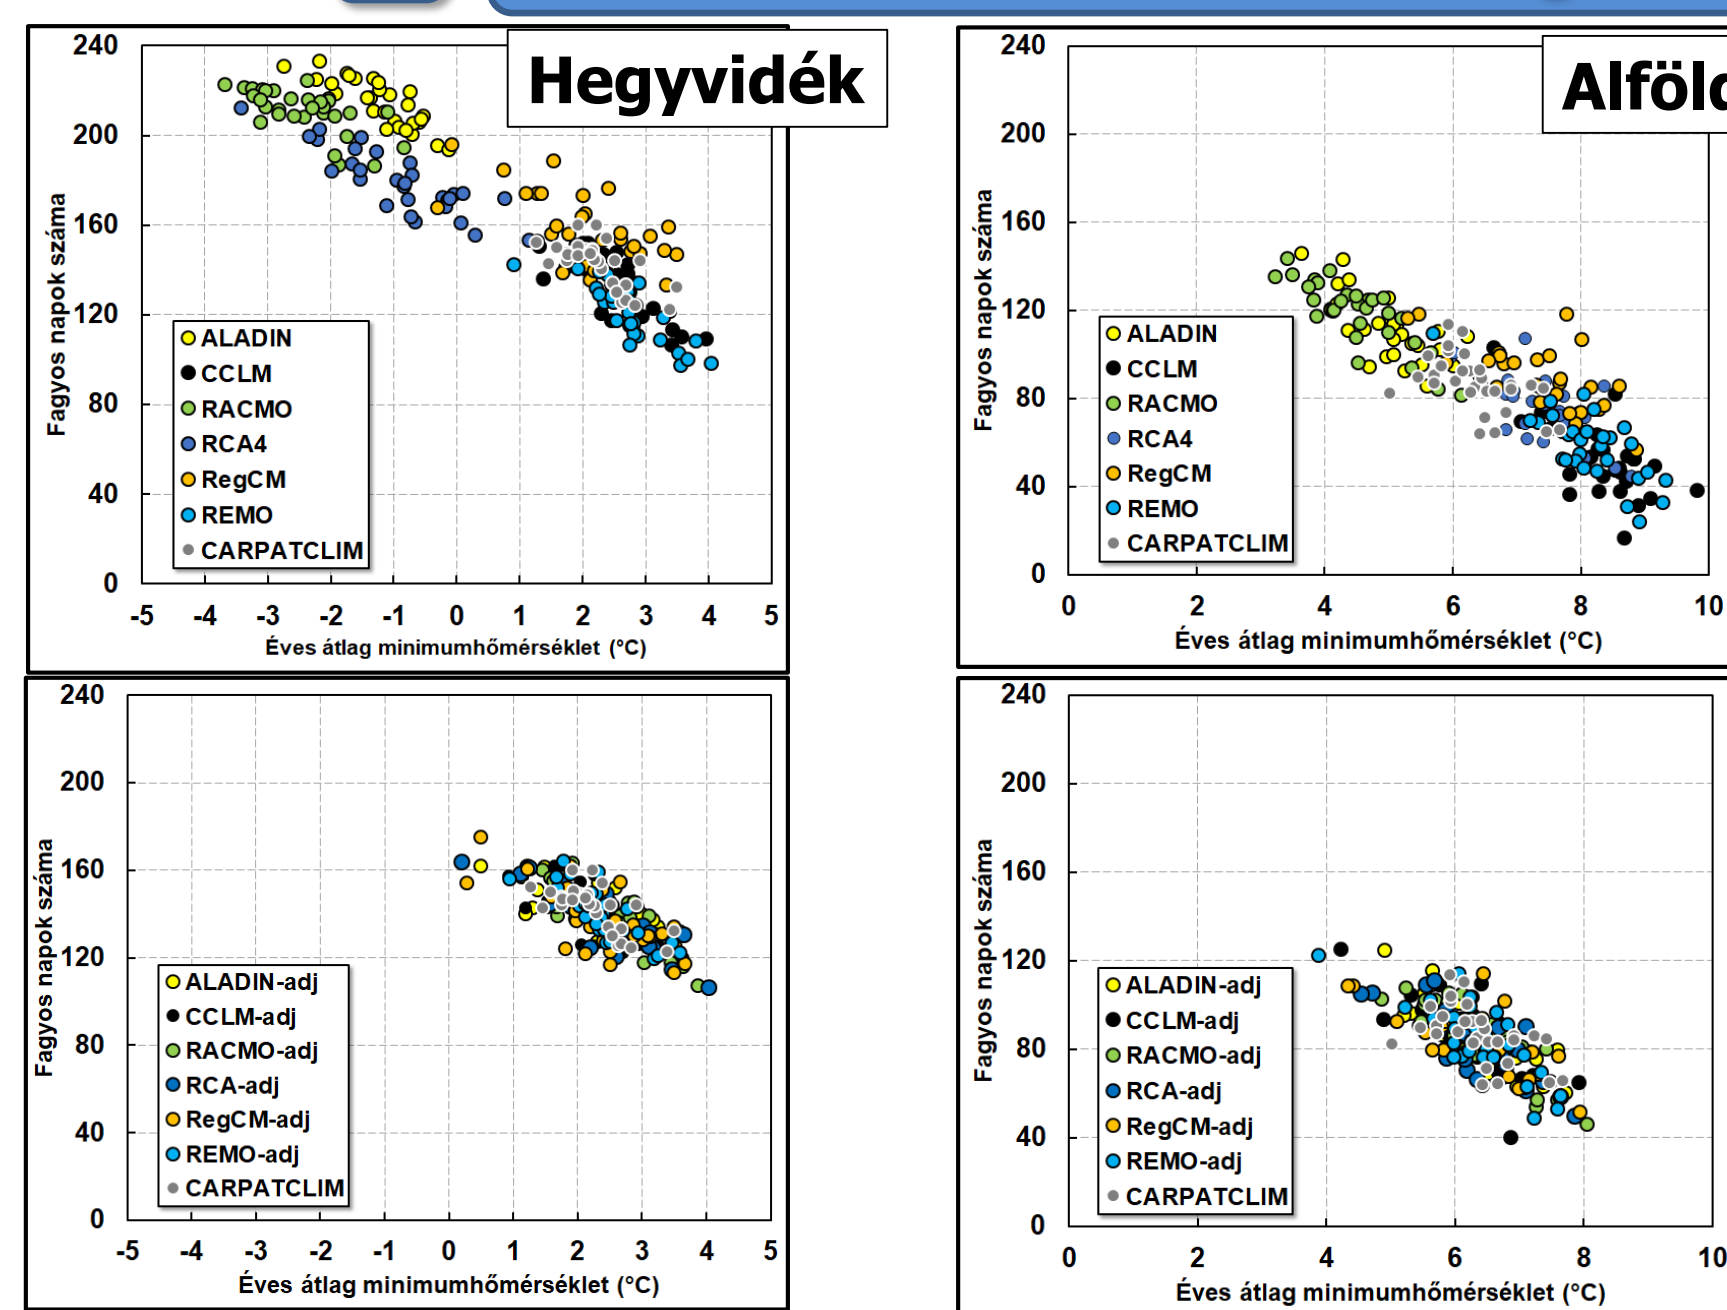 Hegyvidék
240
200
160
120
80
40
0
Fagyos napok száma
ALADIN
CCLM
RACMO
RCA4
RegCM
REMO
CARPATCLIM
-5 -4 -3 -2 -1 0 1 2 3 4 5
Éves átlag minimumhőmérséklet (°C)
Alföld
240
200
160
120
80
40
0
Fagyos napok száma
ALADIN
CCLM
RACMO
RCA4
RegCM
REMO
CARPATCLIM
0 2 4 6 8 10
Éves átlag minimumhőmérséklet (°C)
240
200
160
120
80
40
0
Fagyos napok száma
ALADIN-adj
CCLM-adj
RACMO-adj
RCA-adj
RegCM-adj
REMO-adj
CARPATCLIM
-5 -4 -3 -2 -1 0 1 2 3 4 5
Éves átlag minimumhőmérséklet (°C)
240
200
160
120
80
40
0
Fagyos napok száma
ALADIN-adj
CCLM-adj
RACMO-adj
RCA-adj
RegCM-adj
REMO-adj
CARPATCLIM
0 2 4 6 8 10
Éves átlag minimumhőmérséklet (°C)